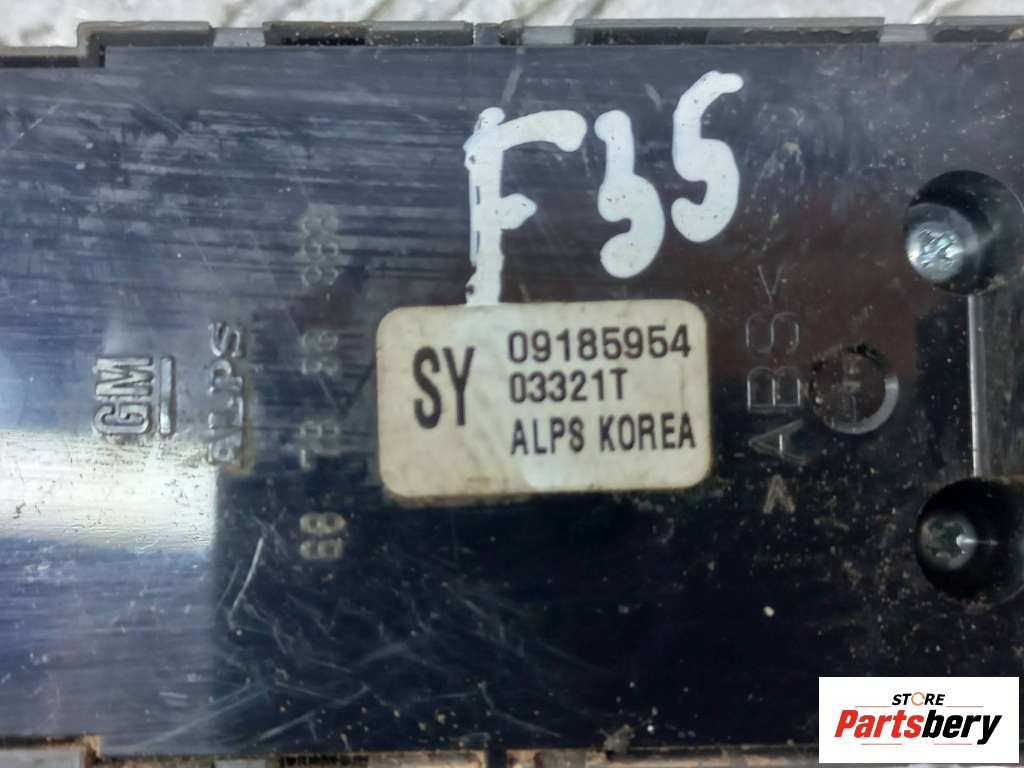 F35
SY
09185954
03321T
ALPS KOREA
GM
ALPS
>ABS<
STORE
Partsbery